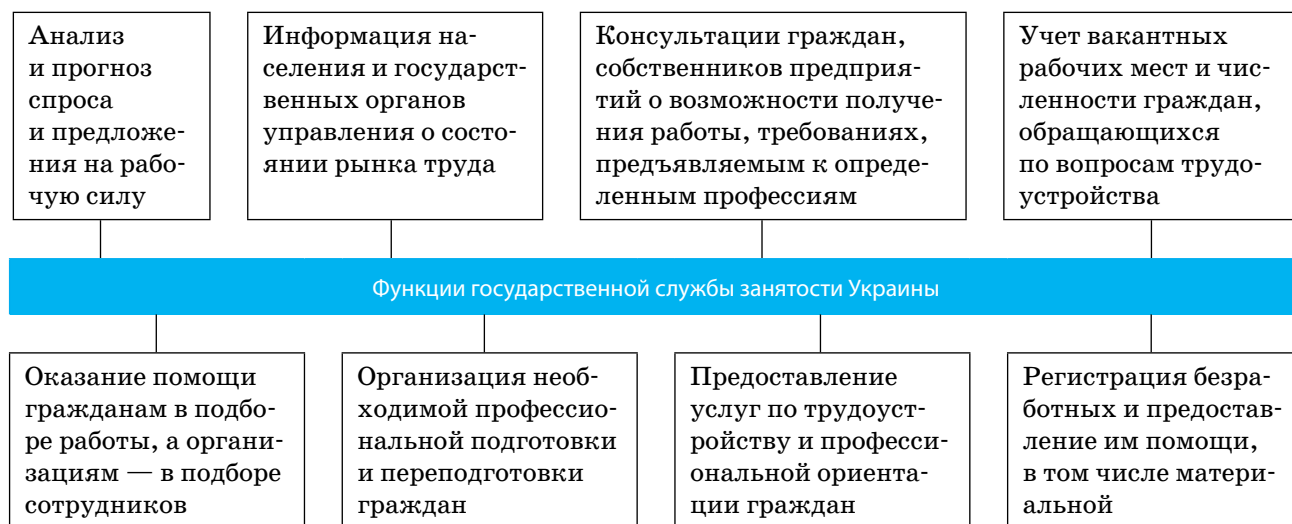 Анализ
и прогноз
спроса
и предложе-
ния на рабо-
чую силу
Информация на-
селения и государст-
венных органов
управления о состо-
янии рынка труда
Консультации граждан,
собственников предприя-
тий о возможности получе-
ния работы, требованиях,
предъявляемым к опреде-
ленным профессиям
Учет вакантных
рабочих мест и чис-
ленности граждан,
обращающихся
по вопросам трудо-
устройства
Функции государственной службы занятости Украины
Оказание помощи
гражданам в подбо-
ре работы, а органи-
зациям — в подборе
сотрудников
Организация необ-
ходимой профессио-
нальной подготовки
и переподготовки
граждан
Предоставление
услуг по трудоуст-
ройству и професси-
ональной ориента-
ции граждан
Регистрация безра-
ботных и предостав-
ление им помощи,
в том числе матери-
альной